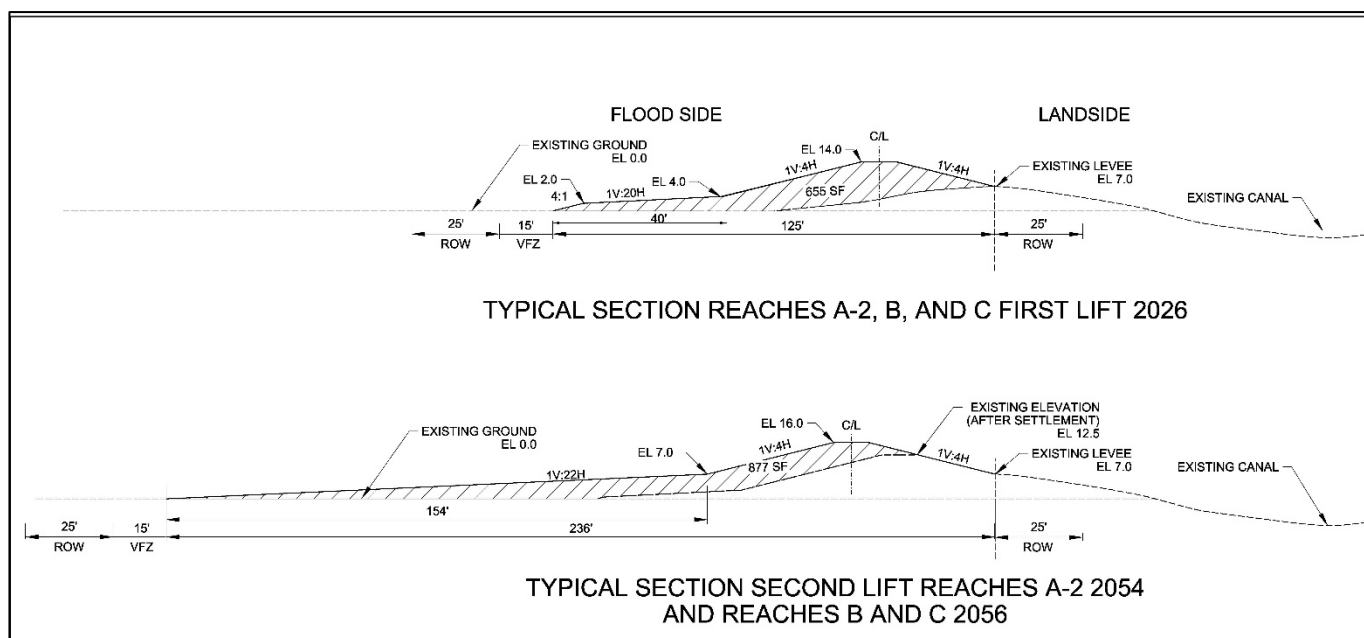 FLOOD SIDE
LANDSIDE
C/L
EXISTING GROUND
EL 0.0
EL 14.0
1V:4H
1V:4H
EXISTING LEVEE
EL 7.0
EL 2.0
EL 4.0
4:1
1V:20H
655 SF
EXISTING CANAL
40'
25'
15'
125'
25'
ROW
VFZ
ROW
TYPICAL SECTION REACHES A-2, B, AND C FIRST LIFT 2026
EXISTING ELEVATION
(AFTER SETTLEMENT)
EL 12.5
EL 16.0
C/L
EXISTING GROUND
EL 0.0
EL 7.0
1V:4H
1V:4H
EXISTING LEVEE
EL 7.0
1V:22H
877 SF
EXISTING CANAL
154'
25'
15'
236'
25'
ROW
VFZ
ROW
TYPICAL SECTION SECOND LIFT REACHES A-2 2054
AND REACHES B AND C 2056